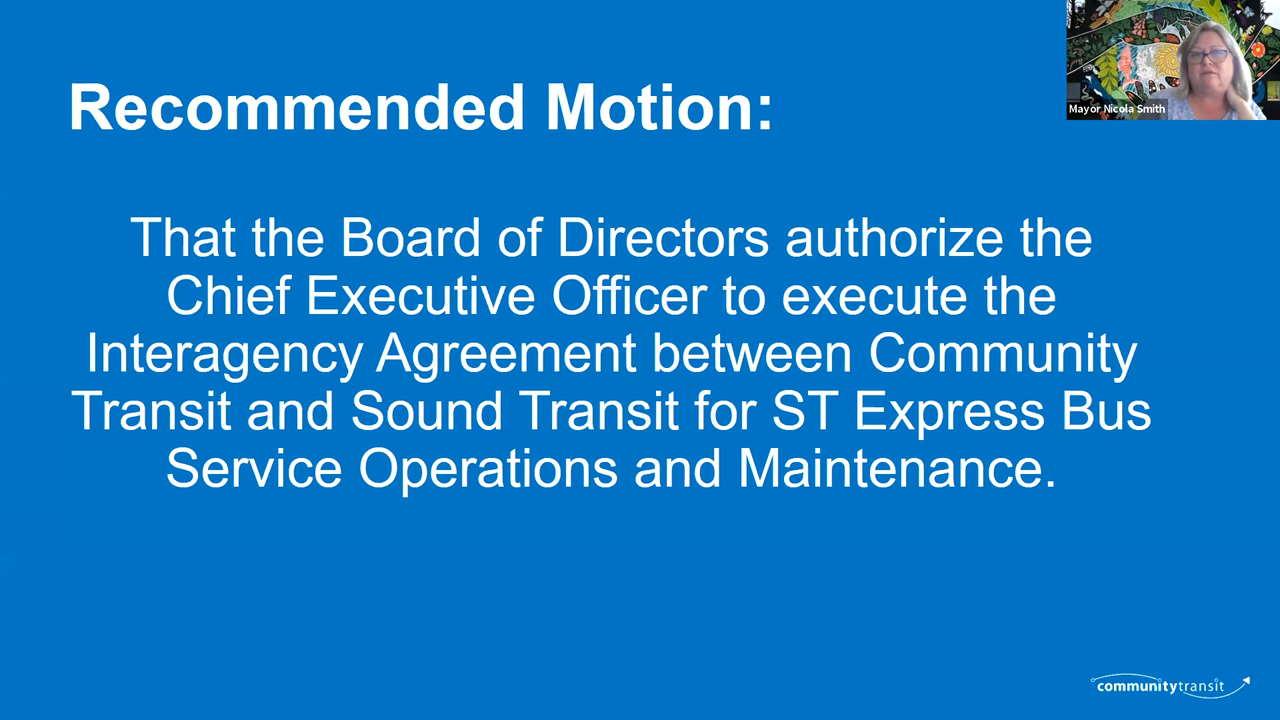 Mayor Nicola Smith
Recommended Motion:
That the Board of Directors authorize the
Chief Executive Officer to execute the
Interagency Agreement between Community
Transit and Sound Transit for ST Express Bus
Service Operations and Maintenance.
communitytransit